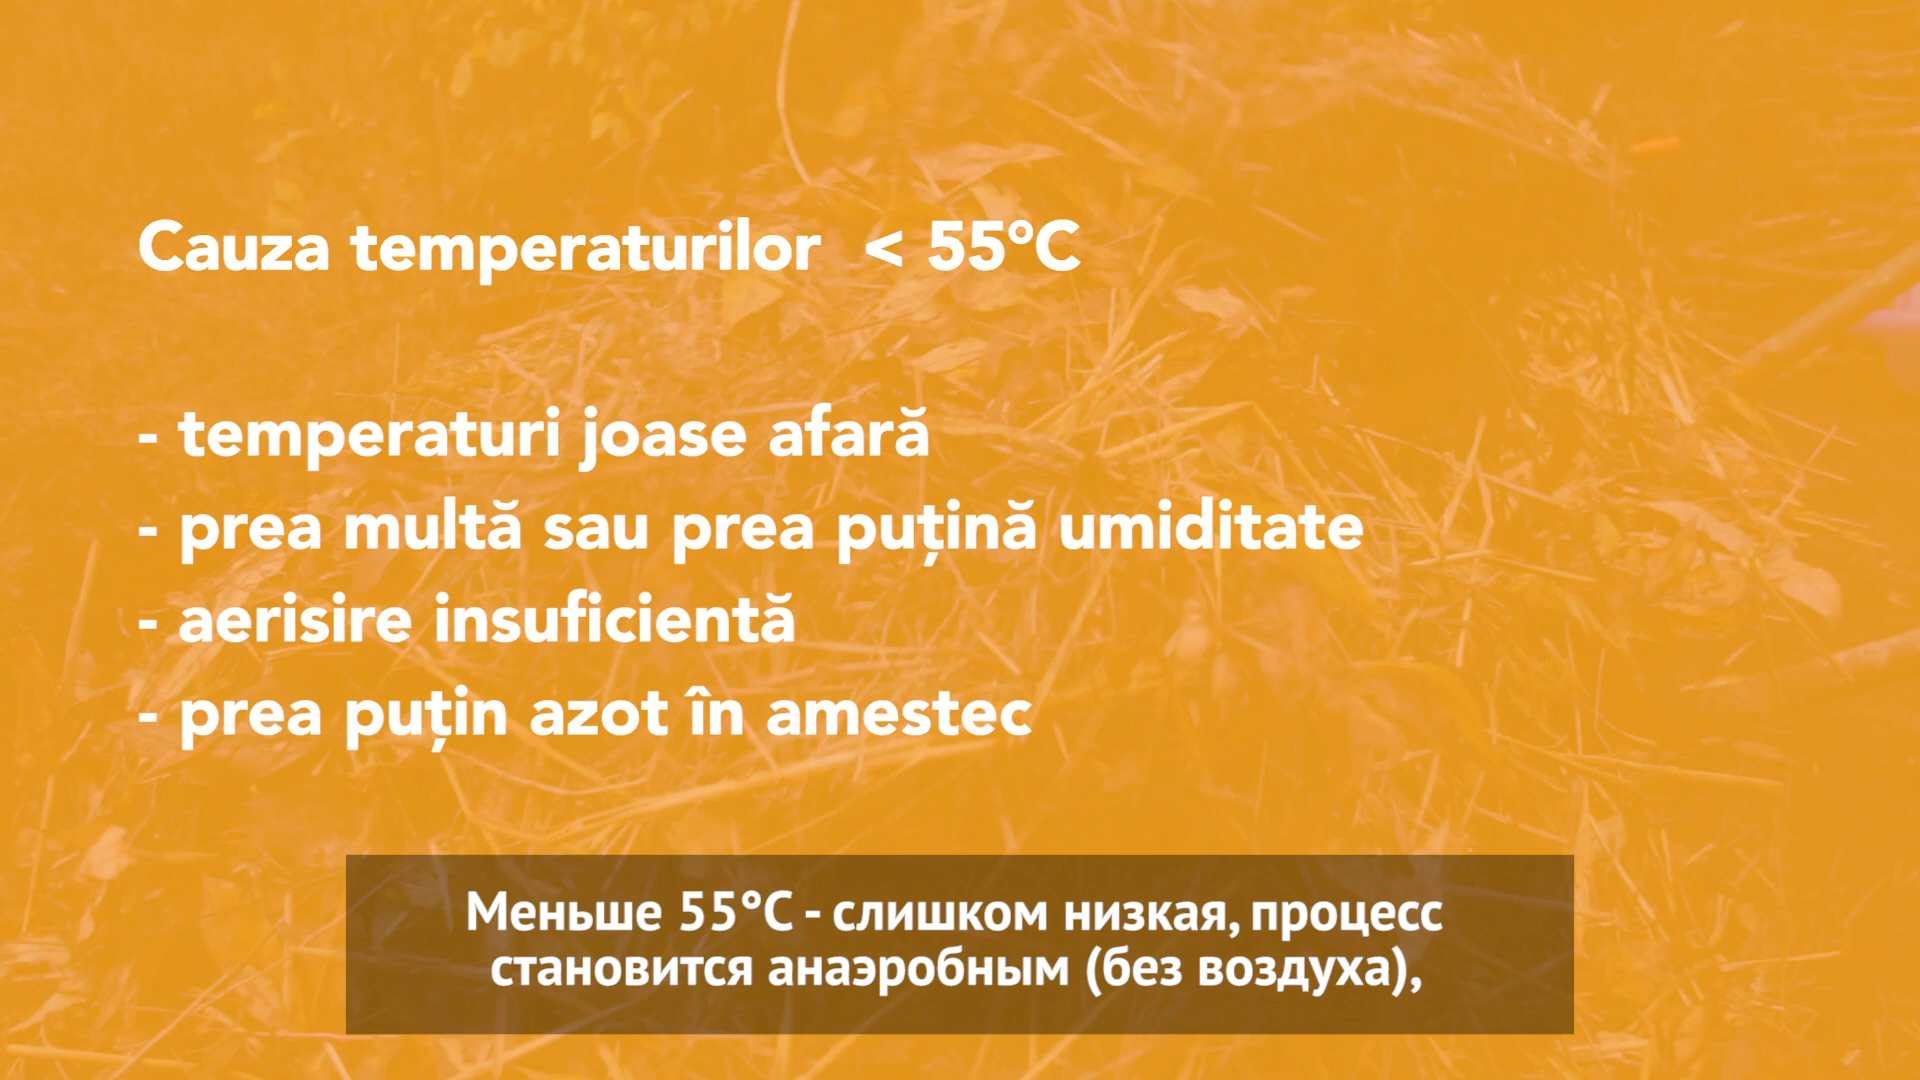 Cauza temperaturilor < 55°C
- temperaturi joase afară
- prea multă sau prea puțină umiditate
- aerisire insuficientă
- prea puțin azot în amestec
Меньше 55°C - слишком низкая, процесс
становится анаэробным (без воздуха),